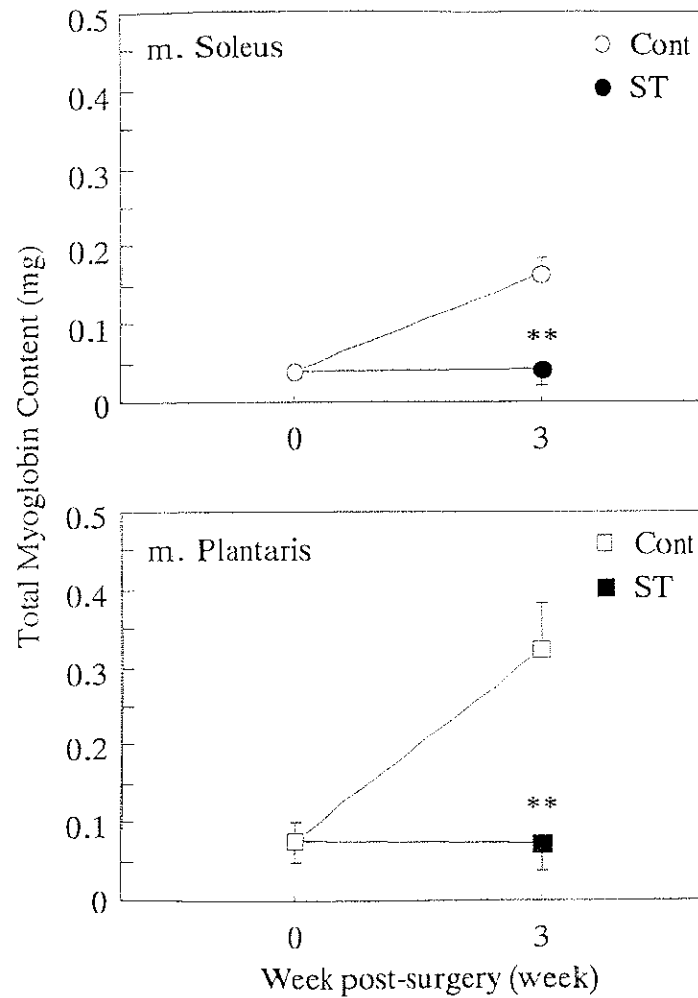 Total Myoglobin Content (mg)
0.5
0.4
0.3
0.2
0.1
0
m. Soleus
Cont
ST
**
0
3
0.5
0.4
0.3
0.2
0.1
0
m. Plantaris
Cont
ST
**
0
3
Week post-surgery (week)